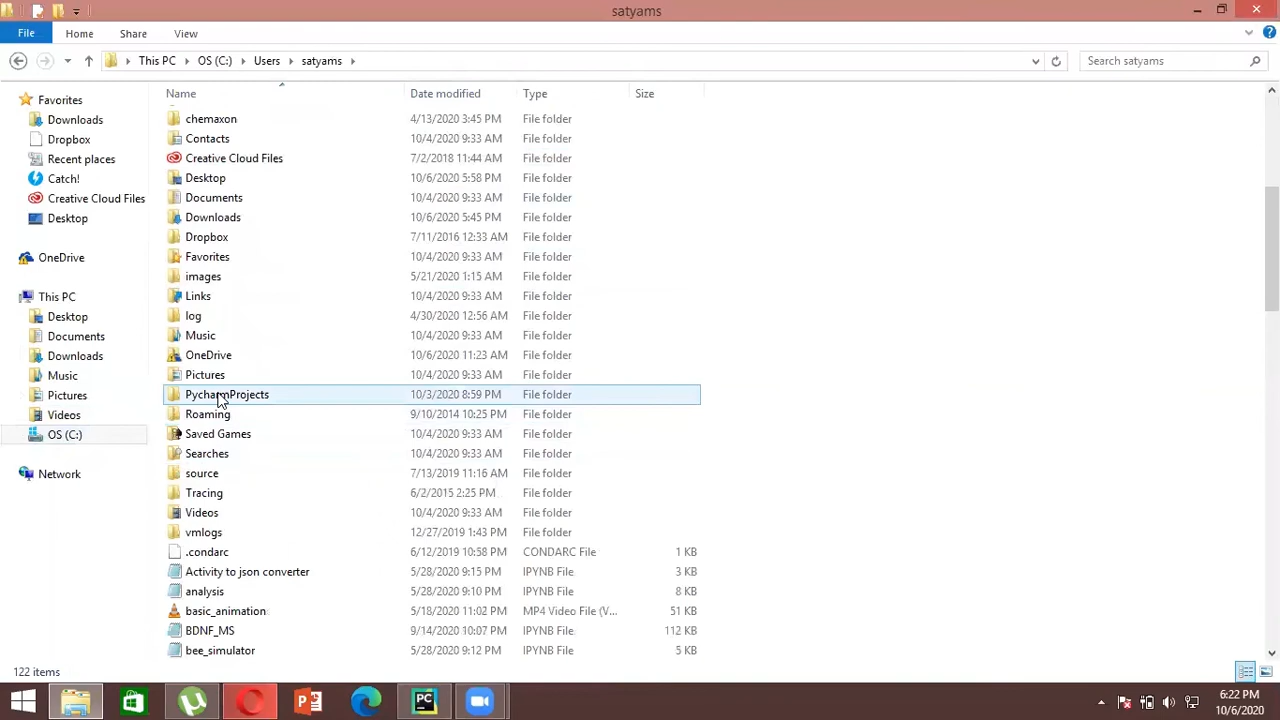 satyams
File Home Share View
This PC OS (C:) Users satyams Search satyams
Name Date modified Type Size
Favorites
Downloads
Dropbox
Recent places
Catch!
Creative Cloud Files
Desktop
OneDrive
This PC
Desktop
Documents
Downloads
Music
Pictures
Videos
OS (C:)
Network
chemaxon 4/13/2020 3:45 PM File folder
Contacts 10/4/2020 9:33 AM File folder
Creative Cloud Files 7/2/2018 11:44 AM File folder
Desktop 10/6/2020 5:58 PM File folder
Documents 10/4/2020 9:33 AM File folder
Downloads 10/6/2020 5:45 PM File folder
Dropbox 7/11/2016 12:33 AM File folder
Favorites 10/4/2020 9:33 AM File folder
images 5/21/2020 1:15 AM File folder
Links 10/4/2020 9:33 AM File folder
log 4/30/2020 12:56 AM File folder
Music 10/4/2020 9:33 AM File folder
OneDrive 10/6/2020 11:23 AM File folder
Pictures 10/4/2020 9:33 AM File folder
PycharmProjects 10/3/2020 8:59 PM File folder
Roaming 9/10/2014 10:25 PM File folder
Saved Games 10/4/2020 9:33 AM File folder
Searches 10/4/2020 9:33 AM File folder
source 7/13/2019 11:16 AM File folder
Tracing 6/2/2015 2:25 PM File folder
Videos 10/4/2020 9:33 AM File folder
vmlogs 12/27/2019 1:43 PM File folder
.condarc 6/12/2019 10:58 PM CONDARC File 1 KB
Activity to json converter 5/28/2020 9:15 PM IPYNB File 3 KB
analysis 5/28/2020 9:10 PM IPYNB File 8 KB
basic_animation 5/18/2020 11:02 PM MP4 Video File (V... 51 KB
BDNF_MS 9/14/2020 10:07 PM IPYNB File 112 KB
bee_simulator 5/28/2020 9:12 PM IPYNB File 5 KB
122 items
PC
6:22 PM
10/6/2020